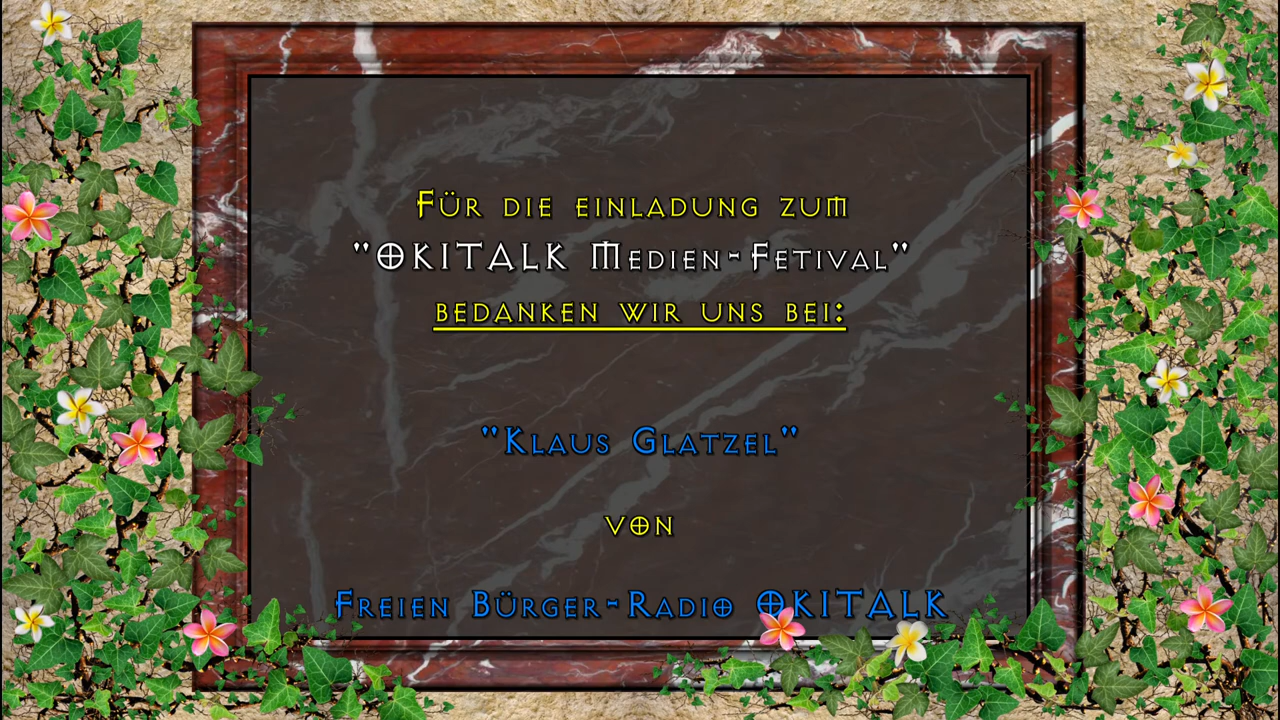 Für die einladung zum
"OKITALK Medien-Fetival"
bedanken wir uns bei:
"Klaus Glatzel"
von
Freien Bürger-Radio OKITALK